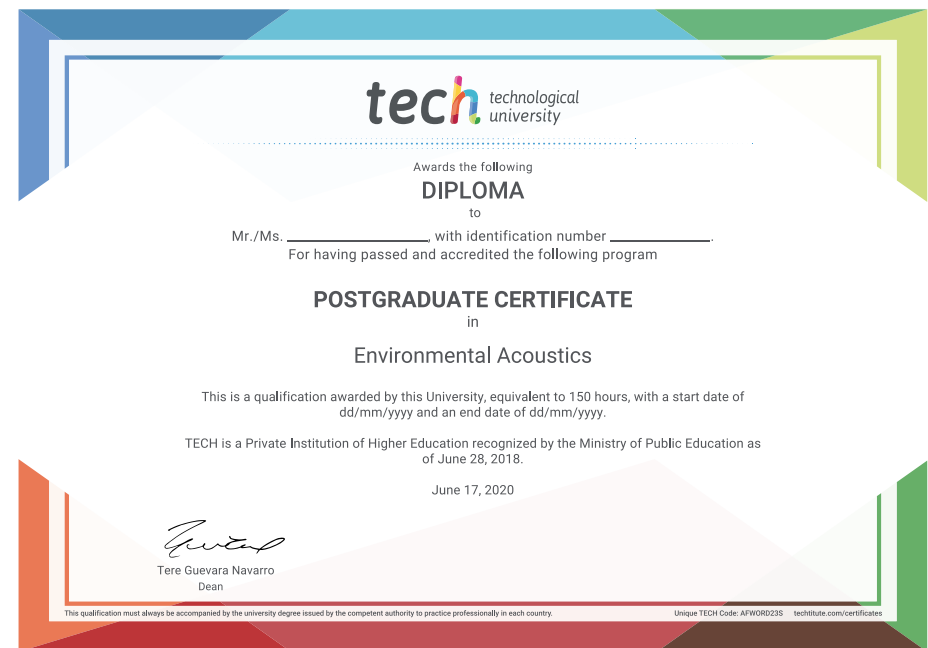 tech technological
university
Awards the following
DIPLOMA
to
Mr./Ms. ____________, with identification number ____________.
For having passed and accredited the following program
POSTGRADUATE CERTIFICATE
in
Environmental Acoustics
This is a qualification awarded by this University, equivalent to 150 hours, with a start date of
dd/mm/yyyy and an end date of dd/mm/yyyy.
TECH is a Private Institution of Higher Education recognized by the Ministry of Public Education as
of June 28, 2018.
June 17, 2020
Tere Guevara Navarro
Dean
This qualification must always be accompanied by the university degree issued by the competent authority to practice professionally in each country. Unique TECH Code: AFWORD23S techtitute.com/certificates